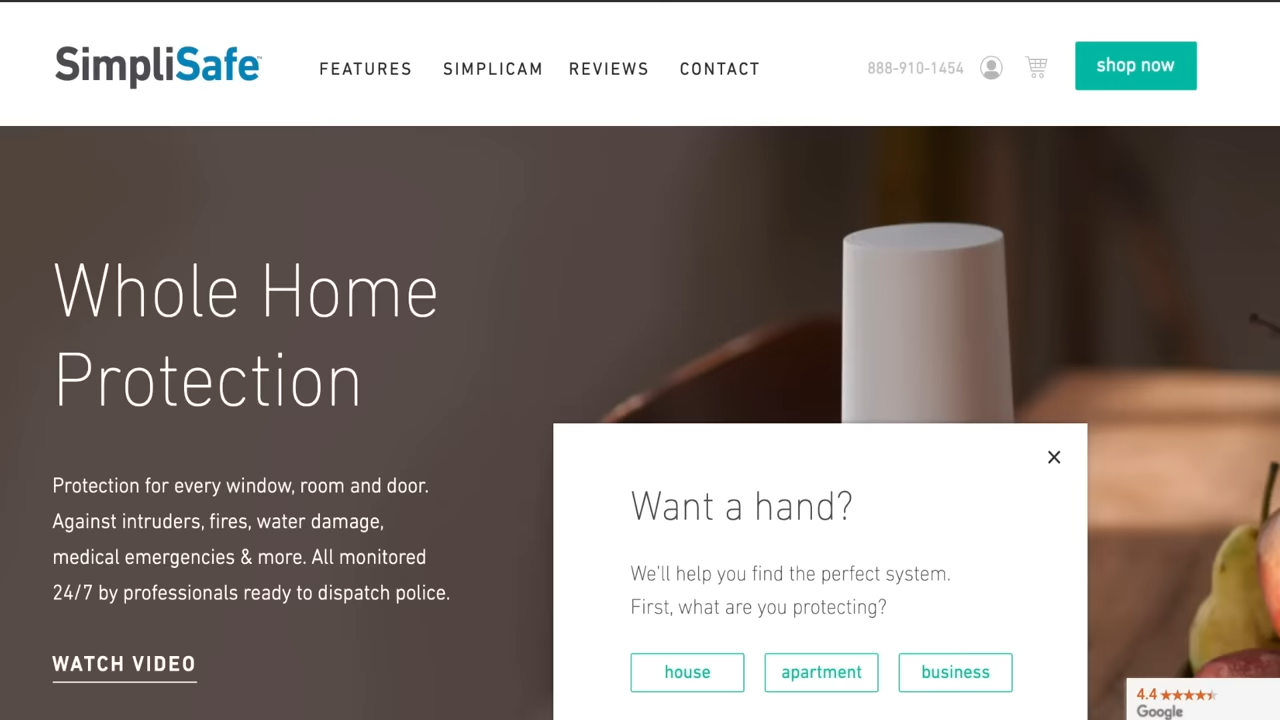 SimpliSafe™
FEATURES SIMPLICAM REVIEWS CONTACT 888-910-1454 shop now
Whole Home
Protection
Protection for every window, room and door.
Against intruders, fires, water damage,
medical emergencies & more. All monitored
24/7 by professionals ready to dispatch police.
WATCH VIDEO
×
Want a hand?
We'll help you find the perfect system.
First, what are you protecting?
house apartment business
4.4
Google